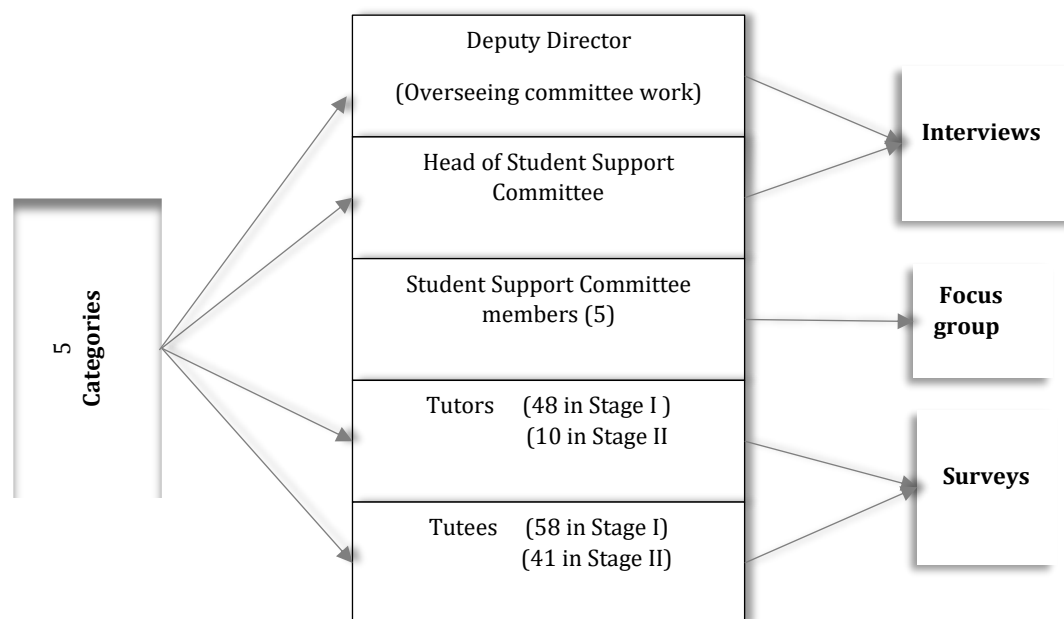 5
Categories
Deputy Director
(Overseeing committee work)
Head of Student Support
Committee
Student Support Committee
members (5)
Tutors (48 in Stage I )
(10 in Stage II
Tutees (58 in Stage I)
(41 in Stage II)
Interviews
Focus
group
Surveys